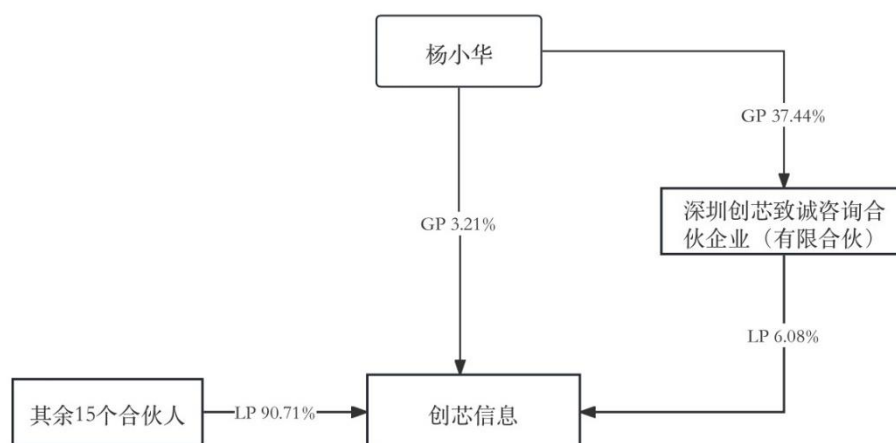 杨小华
GP 37.44%
深圳创芯致诚咨询合
伙企业（有限合伙）
GP 3.21%
LP 6.08%
其余15个合伙人
LP 90.71%
创芯信息